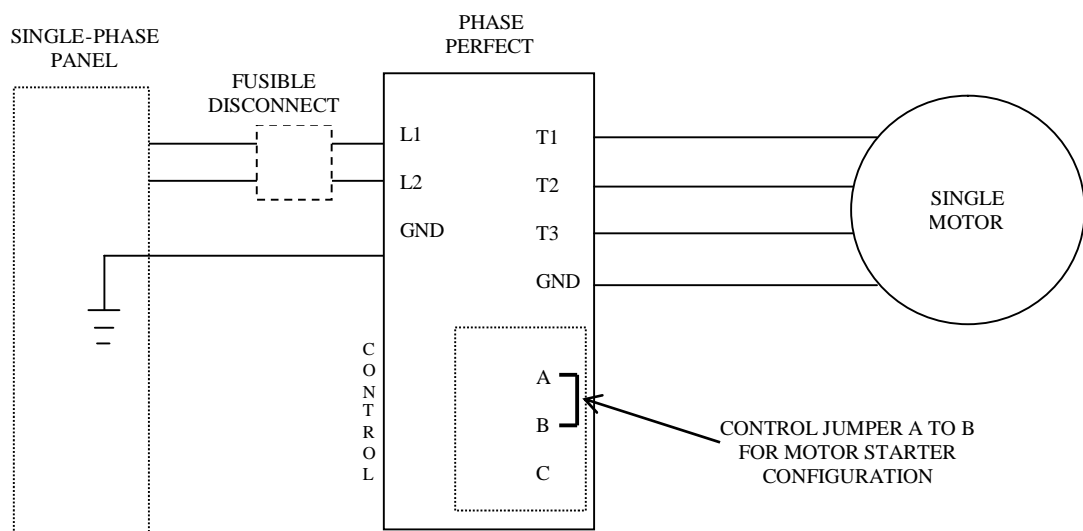 SINGLE-PHASE
PANEL
FUSIBLE
DISCONNECT
PHASE
PERFECT
L1
L2
GND
T1
T2
T3
GND
SINGLE
MOTOR
CONTROL
A
B
C
CONTROL JUMPER A TO B
FOR MOTOR STARTER
CONFIGURATION